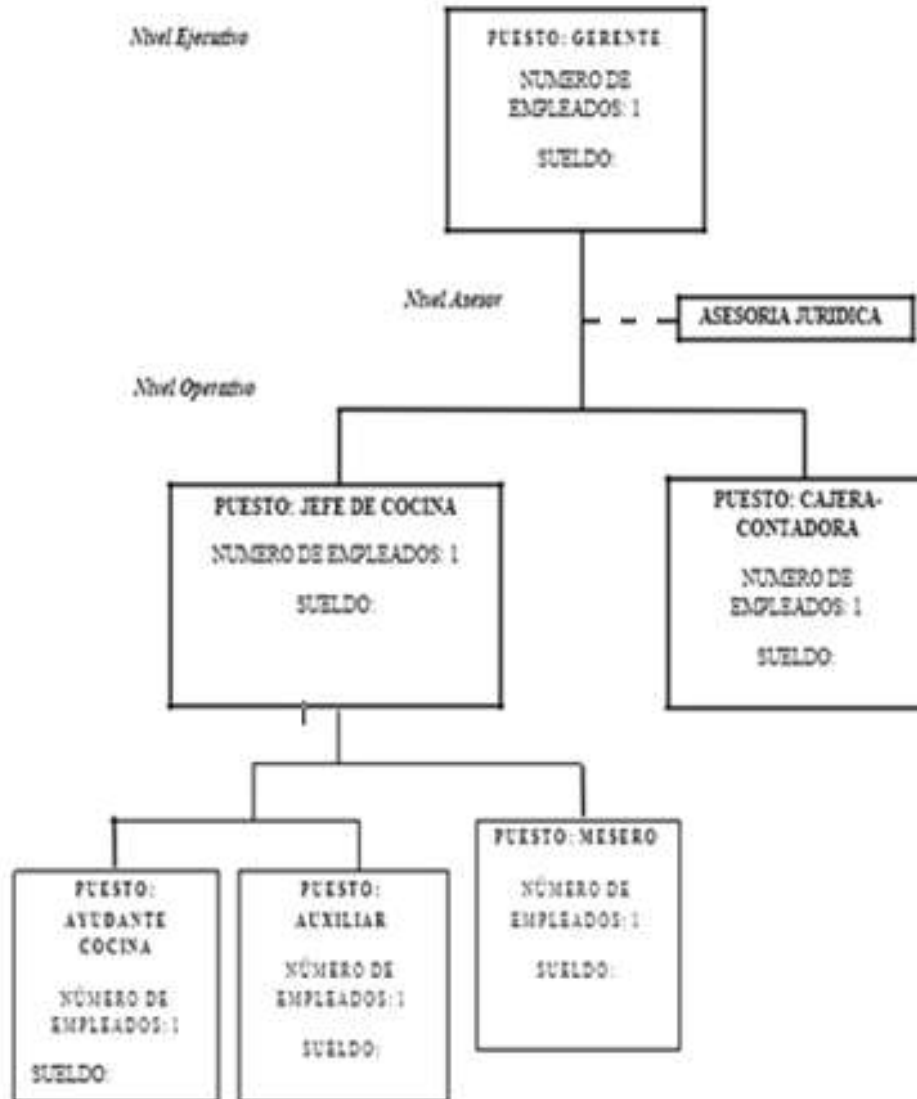 Nivel Ejecutivo
PUESTO: GERENTE
NUMERO DE
EMPLEADOS: 1
SUELDO:
Nivel Asesor
ASESORIA JURIDICA
Nivel Operativo
PUESTO: JEFE DE COCINA
NUMERO DE EMPLEADOS: 1
SUELDO:
PUESTO: CAJERA-
CONTADORA
NUMERO DE
EMPLEADOS: 1
SUELDO:
PUESTO:
AYUDANTE
COCINA
NÚMERO DE
EMPLEADOS: 1
SUELDO:
PUESTO:
AUXILIAR
NÚMERO DE
EMPLEADOS: 1
SUELDO:
PUESTO: MESERO
NÚMERO DE
EMPLEADOS: 1
SUELDO: